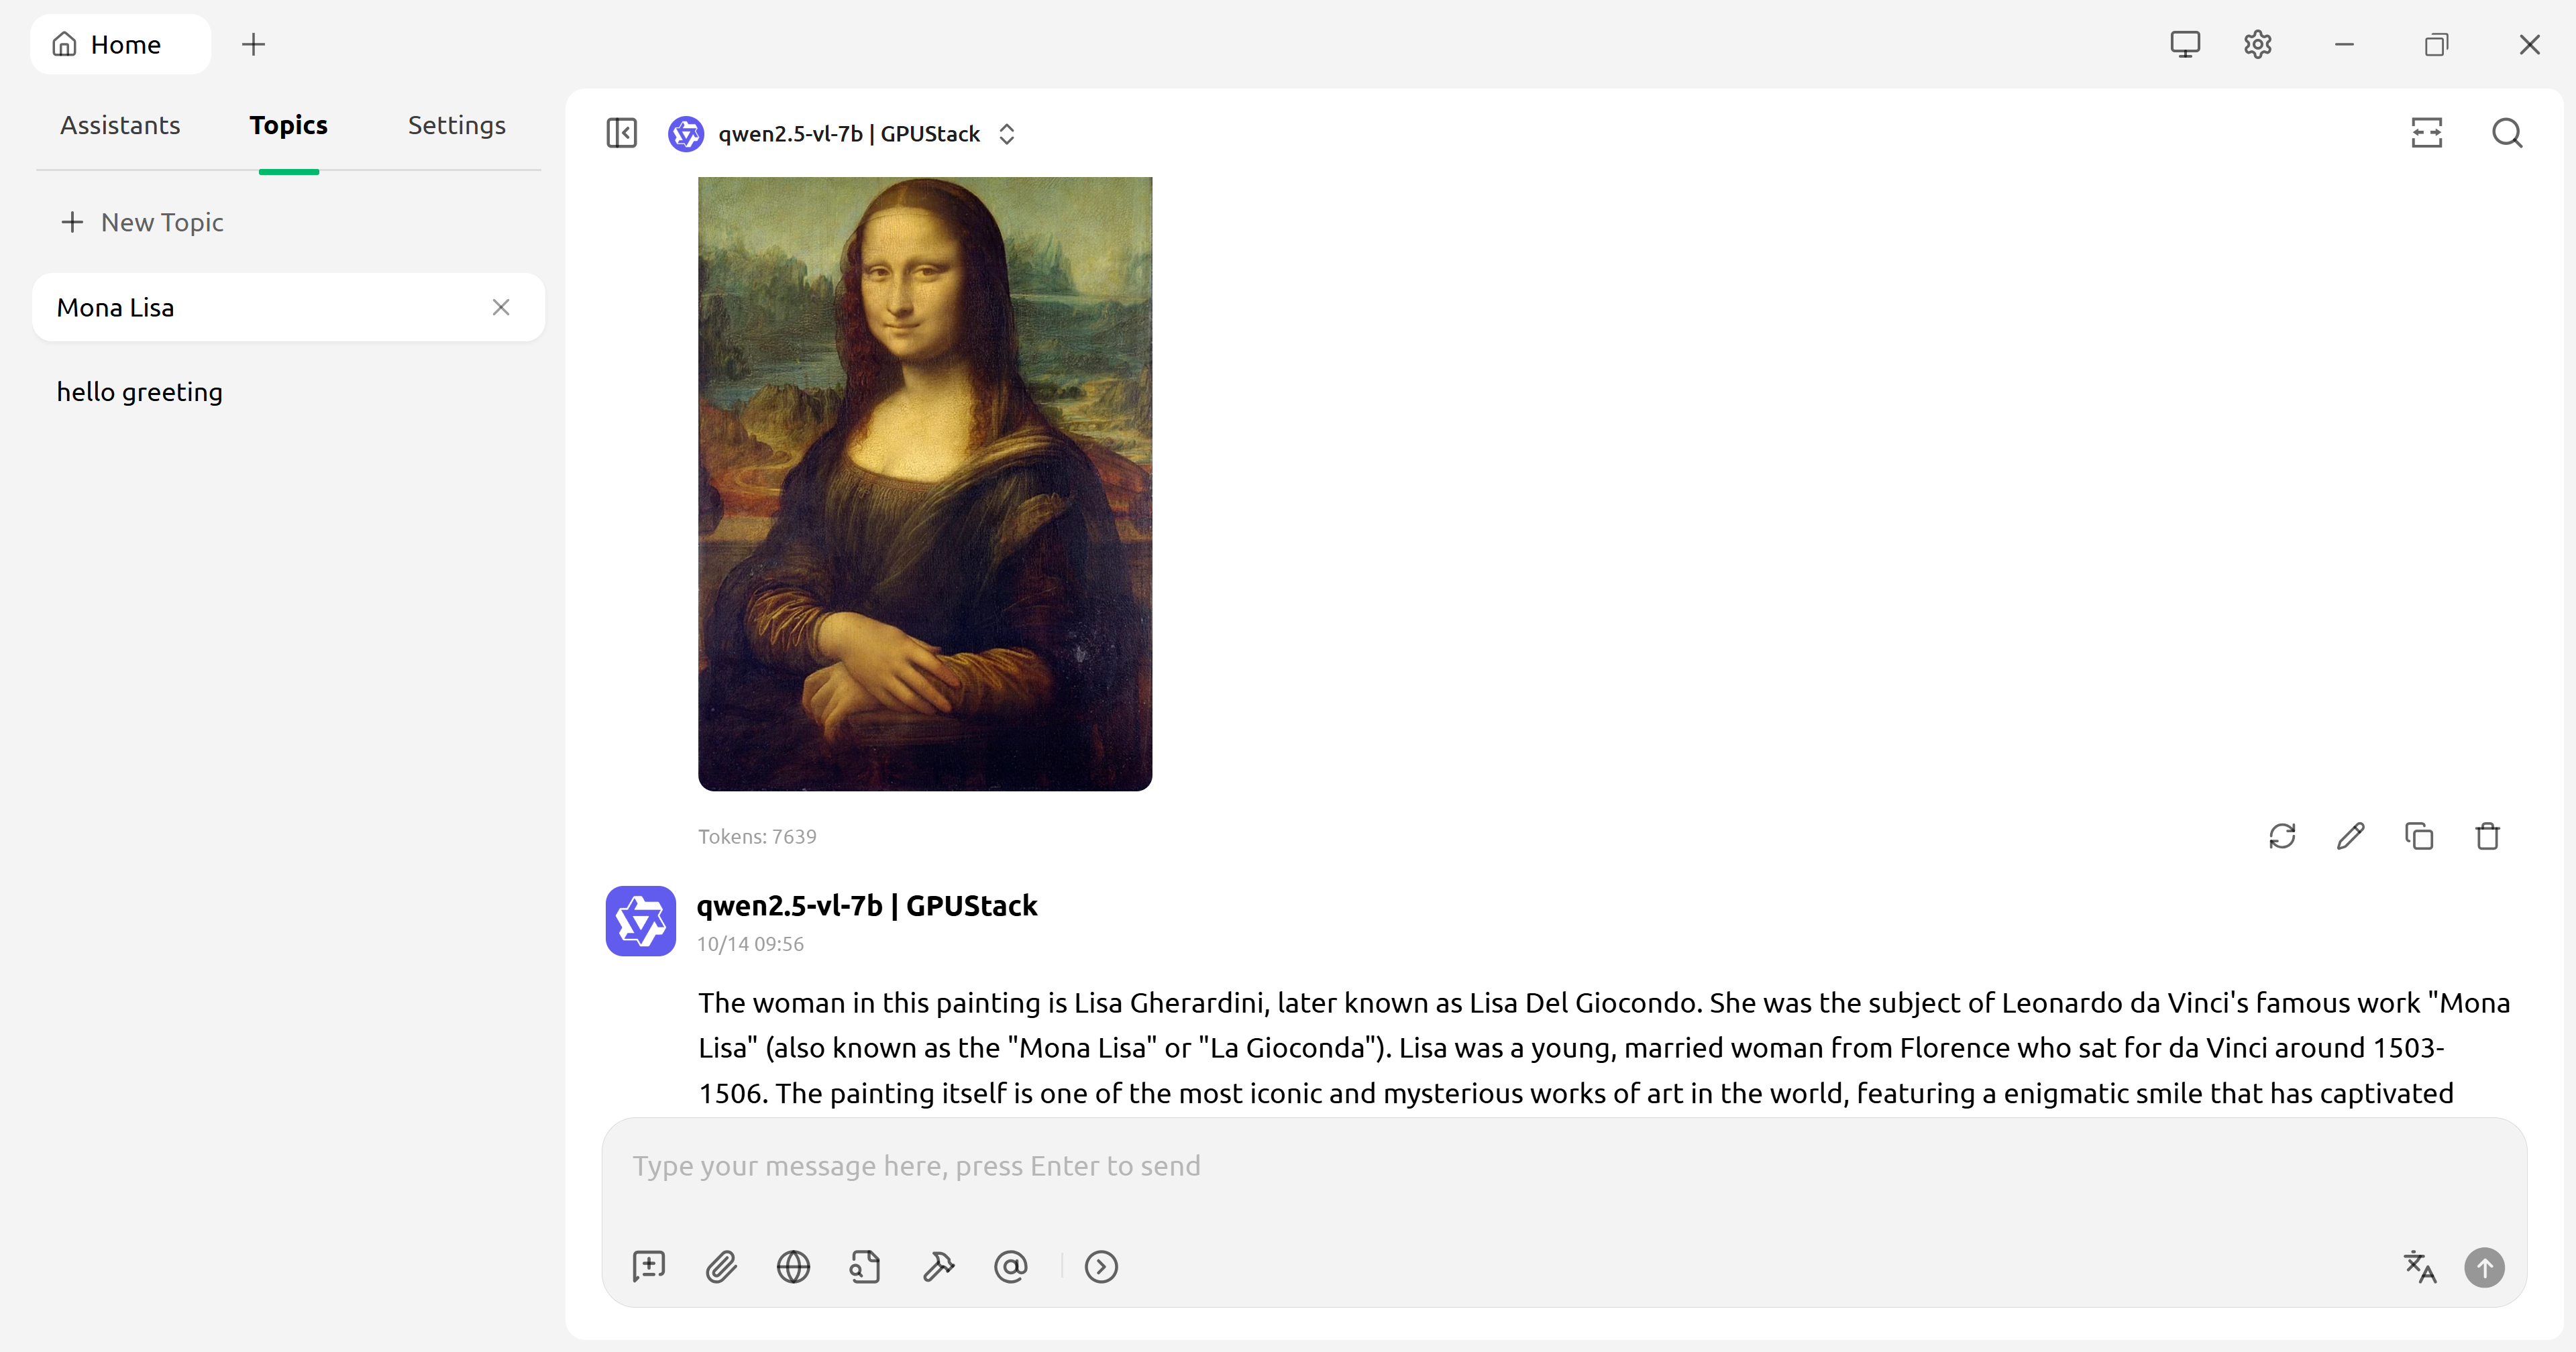 Home
Assistants
Topics
Settings
New Topic
Mona Lisa
hello greeting
qwen2.5-vl-7b | GPUStack
Tokens: 7639
qwen2.5-vl-7b | GPUStack
10/14 09:56
The woman in this painting is Lisa Gherardini, later known as Lisa Del Giocondo. She was the subject of Leonardo da Vinci's famous work "Mona
Lisa" (also known as the "Mona Lisa" or "La Gioconda"). Lisa was a young, married woman from Florence who sat for da Vinci around 1503-
1506. The painting itself is one of the most iconic and mysterious works of art in the world, featuring a enigmatic smile that has captivated
Type your message here, press Enter to send